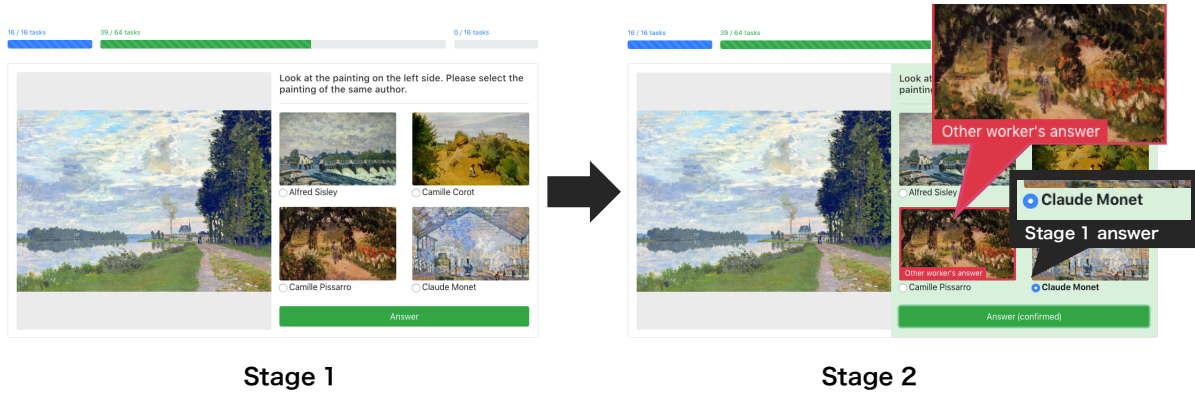 16 / 16 tasks
39 / 64 tasks
0 / 16 tasks
Look at the painting on the left side. Please select the
painting of the same author.
Alfred Sisley
Camille Corot
Camille Pissarro
Claude Monet
Answer
Stage 1
16 / 16 tasks
39 / 64 tasks
Look at
painting
Other worker's answer
Alfred Sisley
Claude Monet
Stage 1 answer
Other worker's answer
Camille Pissarro
Claude Monet
Answer (confirmed)
Stage 2